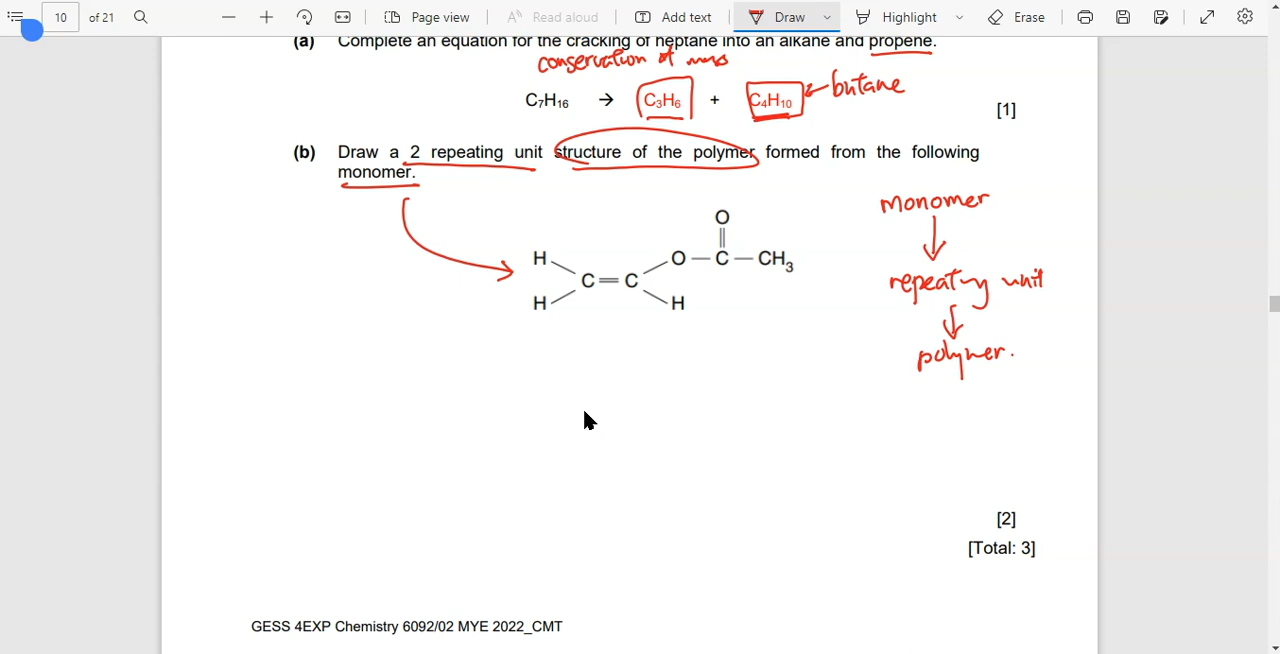 10 of 21 Page view Read aloud Add text Draw Highlight Erase
(a) Complete an equation for the cracking of heptane into an alkane and propene.
conservation of mass
butane
C₇H₁₆ → C₃H₆ + C₄H₁₀
[1]
(b) Draw a 2 repeating unit structure of the polymer formed from the following
monomer.
monomer
O
H O C CH₃
C C
H H
repeating unit
polymer.
[2]
[Total: 3]
GESS 4EXP Chemistry 6092/02 MYE 2022_CMT